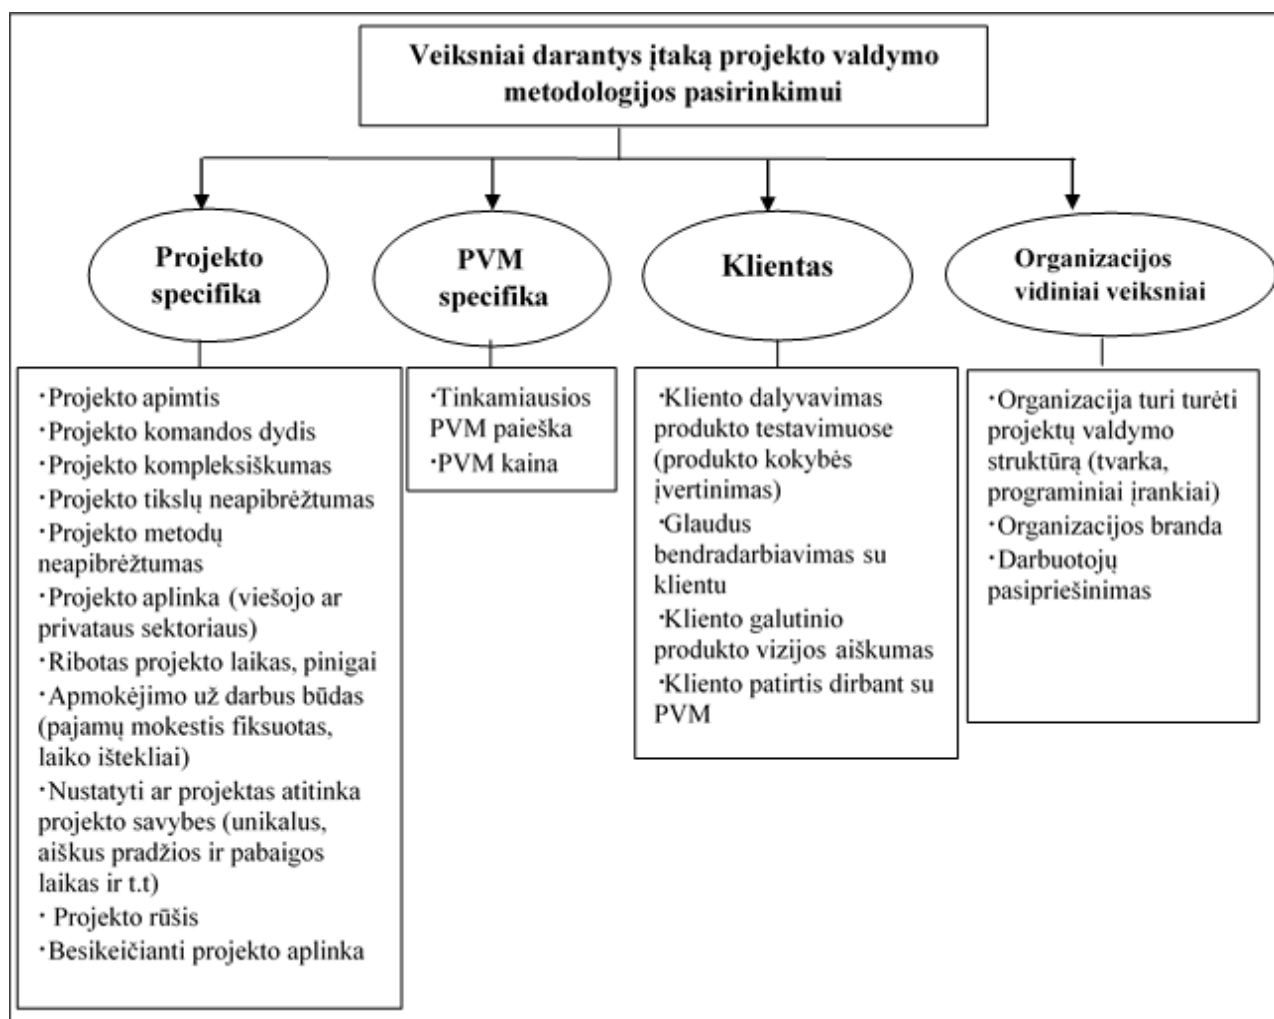 Veiksniai darantys įtaką projekto valdymo
metodologijos pasirinkimui
Projekto
specifika
PVM
specifika
Klientas
Organizacijos
vidiniai veiksniai
·Projekto apimtis
·Projekto komandos dydis
·Projekto kompleksiškumas
·Projekto tikslų neapibrėžtumas
·Projekto metodų
neapibrėžtumas
·Projekto aplinka (viešojo ar
privataus sektoriaus)
·Ribotas projekto laikas, pinigai
·Apmokėjimo už darbus būdas
(pajamų mokestis fiksuotas,
laiko ištekliai)
·Nustatyti ar projektas atitinka
projekto savybes (unikalus,
aiškus pradžios ir pabaigos
laikas ir t.t)
· Projekto rūšis
·Besikeičianti projekto aplinka
·Tinkamiausios
PVM paieška
·PVM kaina
·Kliento dalyvavimas
produkto testavimuose
(produkto kokybės
įvertinimas)
·Glaudus
bendradarbiavimas su
klientu
·Kliento galutinio
produkto vizijos aiškumas
·Kliento patirtis dirbant su
PVM
·Organizacija turi turėti
projektų valdymo
struktūrą (tvarka,
programiniai įrankiai)
·Organizacijos branda
·Darbuotojų
pasipriešinimas